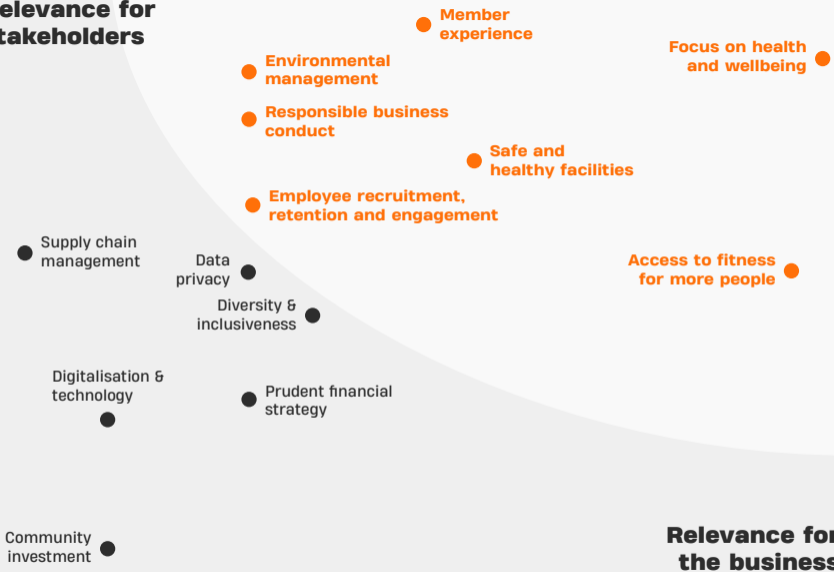 elevance for
takeholders
Member
experience
Focus on health
and wellbeing
Environmental
management
Responsible business
conduct
Safe and
healthy facilities
Employee recruitment,
retention and engagement
Supply chain
management
Data
privacy
Access to fitness
for more people
Diversity &
inclusiveness
Digitalisation &
technology
Prudent financial
strategy
Community
investment
Relevance for
the business